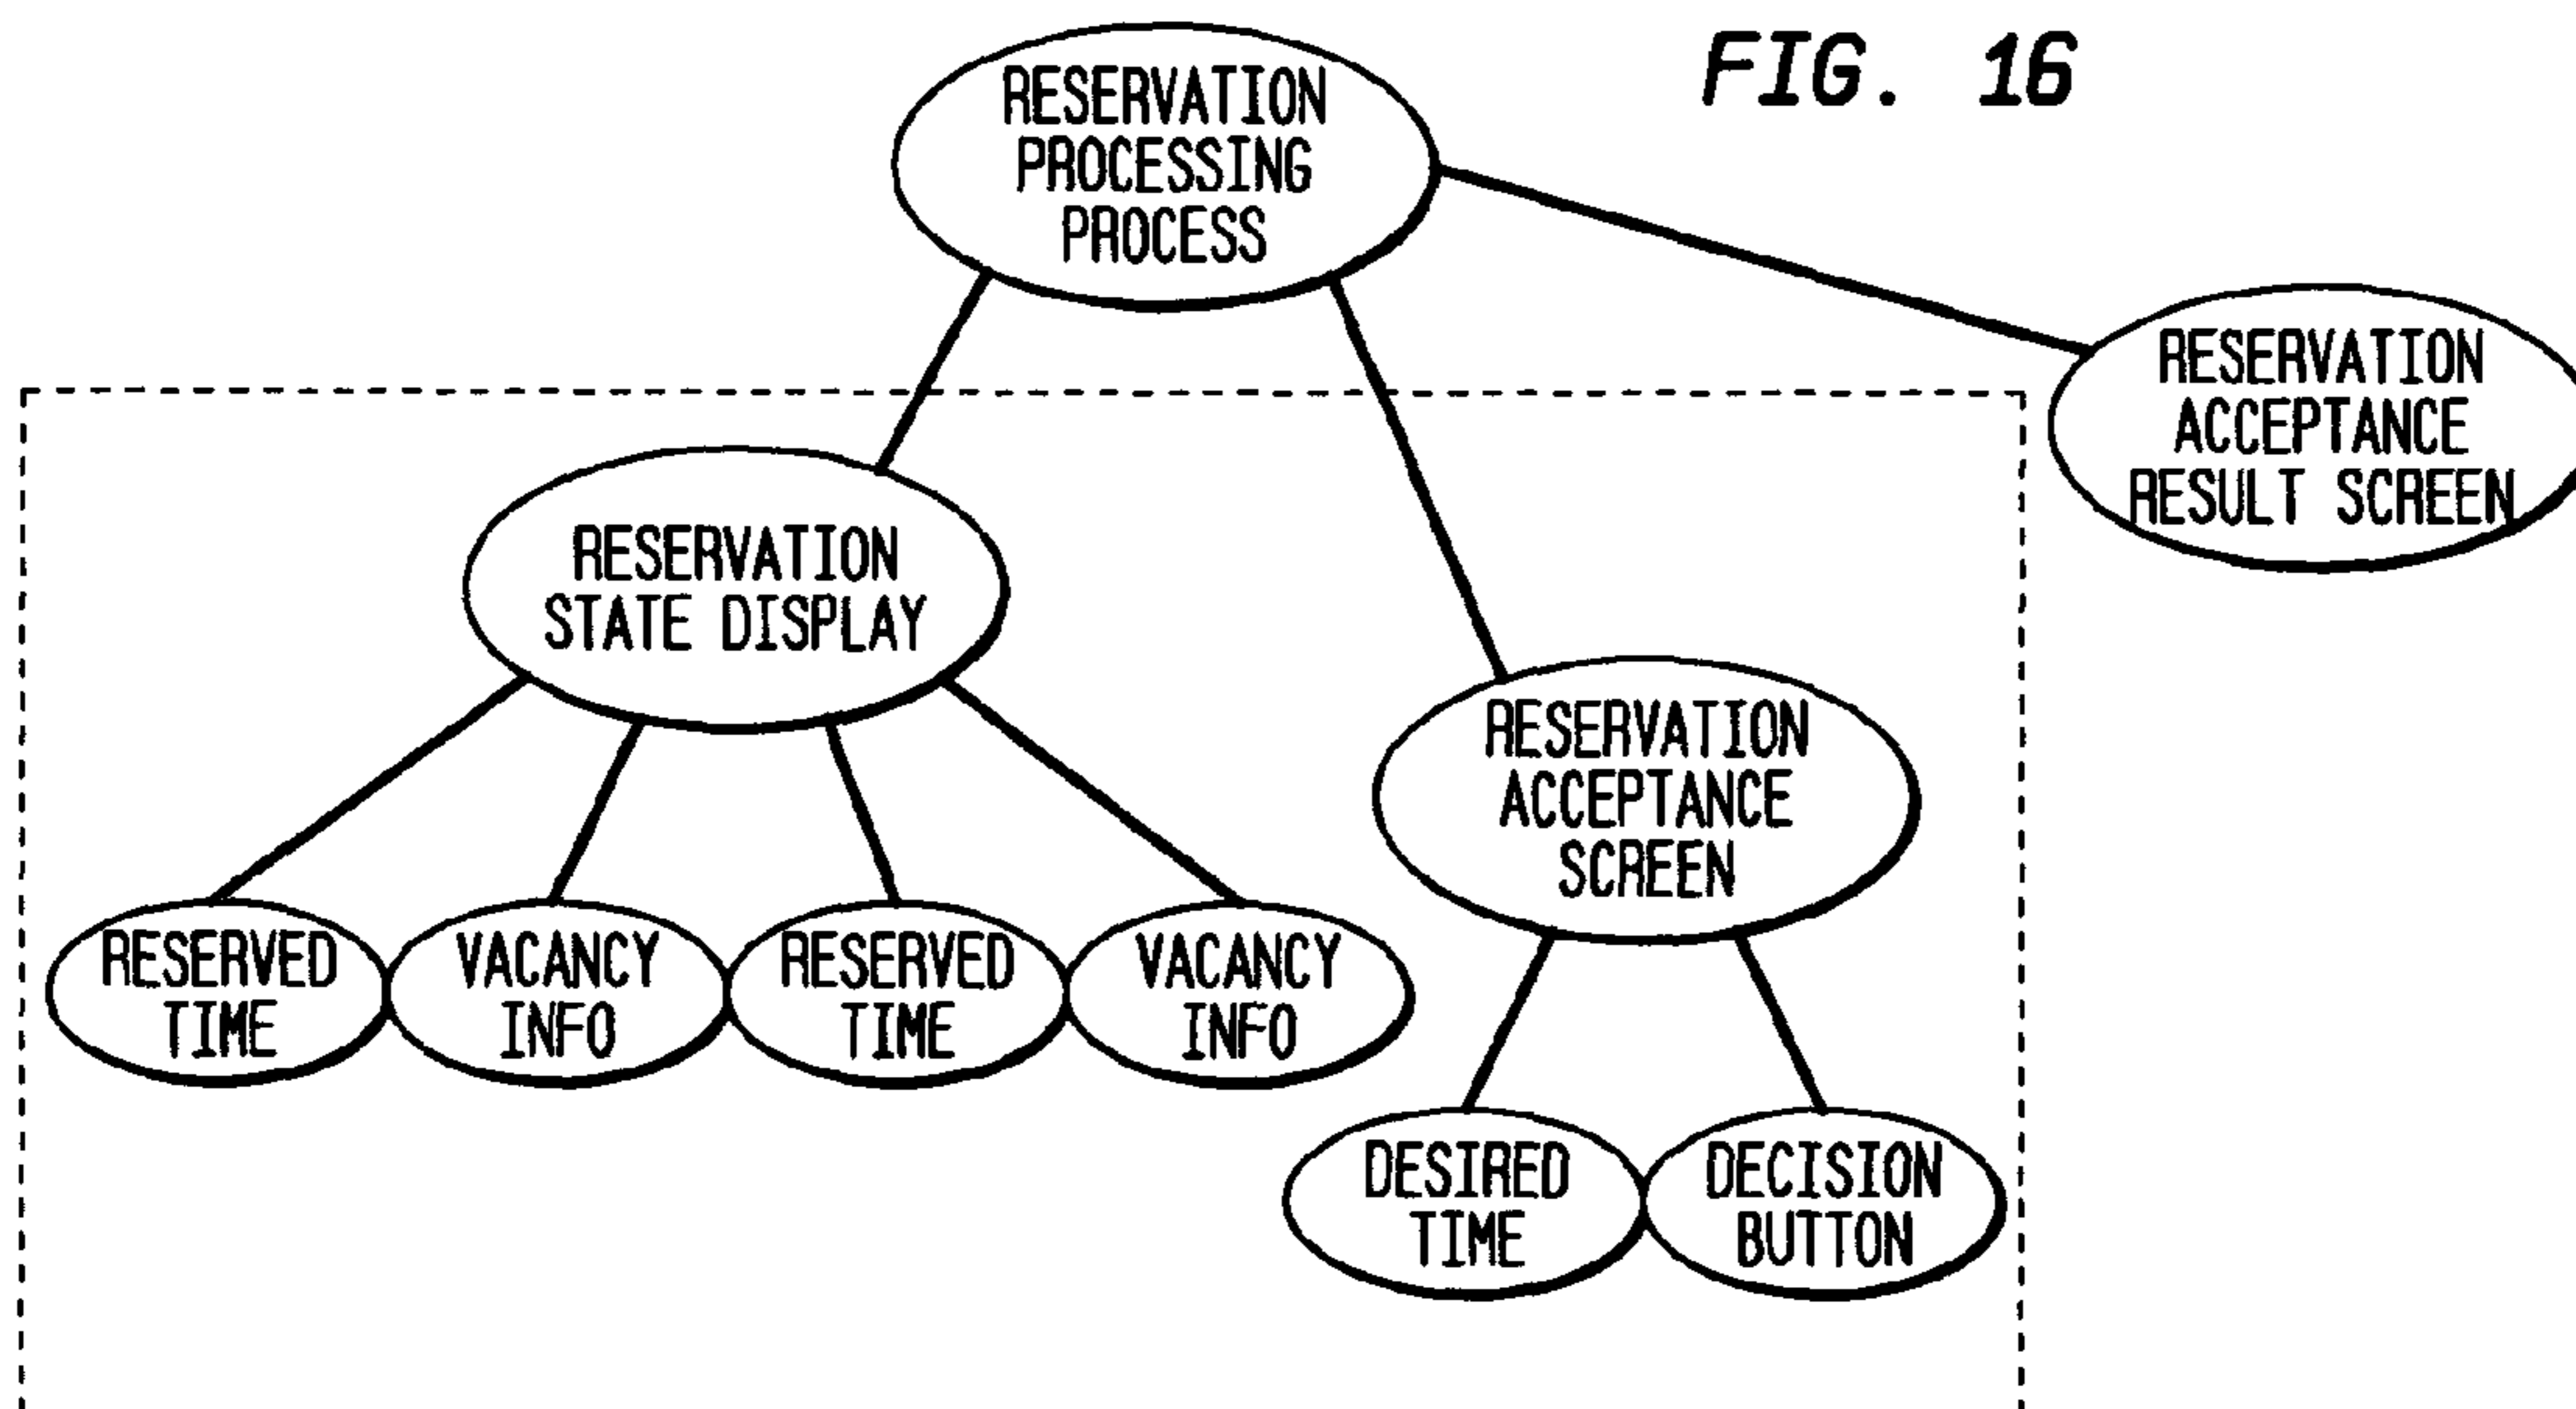 FIG. 16
RESERVATION
PROCESSING
PROCESS
RESERVATION
ACCEPTANCE
RESULT SCREEN
RESERVATION
STATE DISPLAY
RESERVATION
ACCEPTANCE
SCREEN
RESERVED
TIME
VACANCY
INFO
RESERVED
TIME
VACANCY
INFO
DESIRED
TIME
DECISION
BUTTON